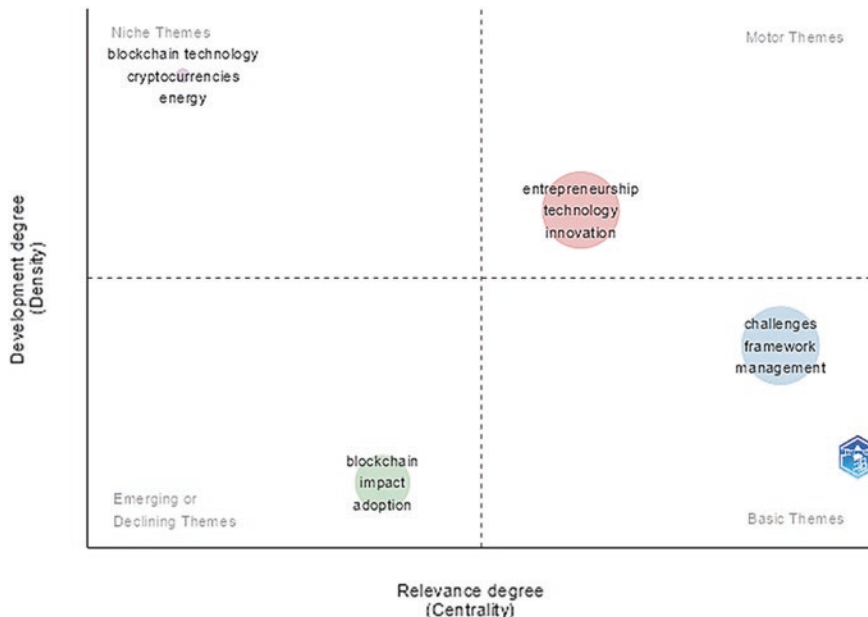 Niche Themes
blockchain technology
cryptocurrencies
energy
Motor Themes
entrepreneurship
technology
innovation
Development degree
(Density)
challenges
framework
management
blockchain
impact
adoption
Emerging or
Declining Themes
Basic Themes
Relevance degree
(Centrality)